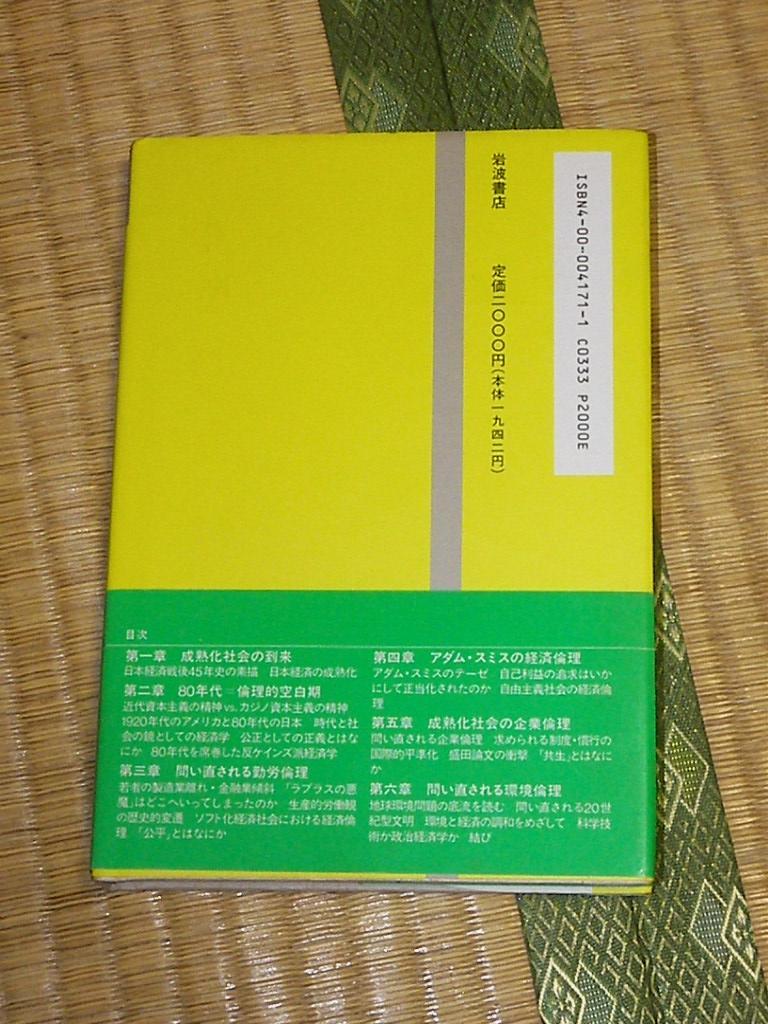 ISBN4-00-004171-1 C0333 P2000E
岩波書店 定価二〇〇〇円(本体一九四二円)
目次
第一章 成熟化社会の到来
日本経済戦後45年史の素描 日本経済の成熟化
第二章 80年代=倫理的空白期
近代資本主義の精神vs.カジノ資本主義の精神
1920年代のアメリカと80年代の日本 時代と社
会の鏡としての経済学 公正としての正義とはな
にか 80年代を席巻した反ケインズ派経済学
第三章 問い直される勤労倫理
若者の製造業離れ・金融業傾斜 「ラプラスの悪
魔」はどこへいってしまったのか 生産的労働観
の歴史的変遷 ソフト化経済社会における経済倫
理 「公平」とはなにか
第四章 アダム・スミスの経済倫理
アダム・スミスのテーゼ 自己利益の追求はいか
にして正当化されたのか 自由主義社会の経済倫
理
第五章 成熟化社会の企業倫理
問い直される企業倫理 求められる制度・慣行の
国際的平準化 盛田論文の衝撃 「共生」とはなに
か
第六章 問い直される環境倫理
地球環境問題の底流を読む 問い直される20世
紀型文明 環境と経済の調和をめざして 科学技
術か政治経済学か 結び